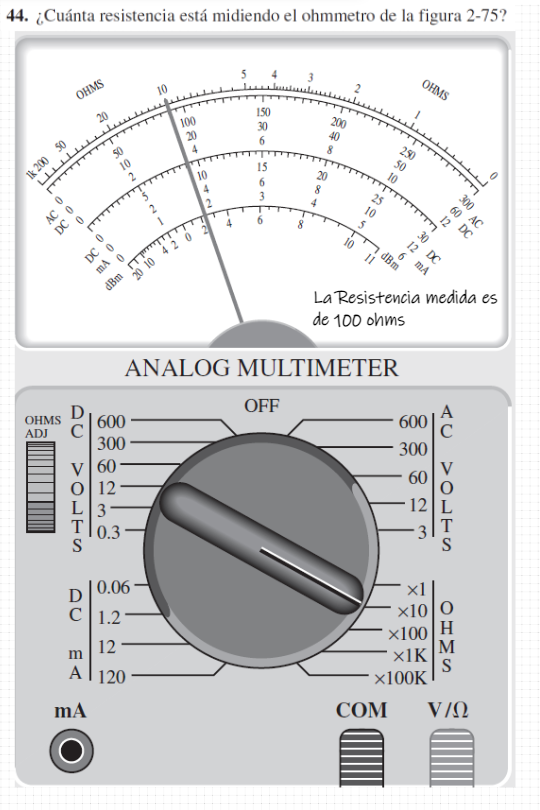 44. ¿Cuánta resistencia está midiendo el ohmmetro de la figura 2-75?
OHMS
OHMS
1k 200 50 20 10 5 4 3 2 1 0
AC 0 50 100 150 200 250 300 AC
DC 0 10 20 30 40 50 60 DC
2 4 6 8 10 12
DC 0 5 10 15 20 25 30 DC
mA 0 2 4 6 8 10 12 mA
0 1 2 3 4 5 6
dBm 20 10 4 2 0 2 4 6 8 10 11 dBm
La Resistencia medida es
de 100 ohms
ANALOG MULTIMETER
OFF
OHMS
ADJ
DC VOLTS
600
300
60
12
3
0.3
DC mA
0.06
1.2
12
120
AC VOLTS
600
300
60
12
3
OHMS
×1
×10
×100
×1K
×100K
mA
COM
V/Ω